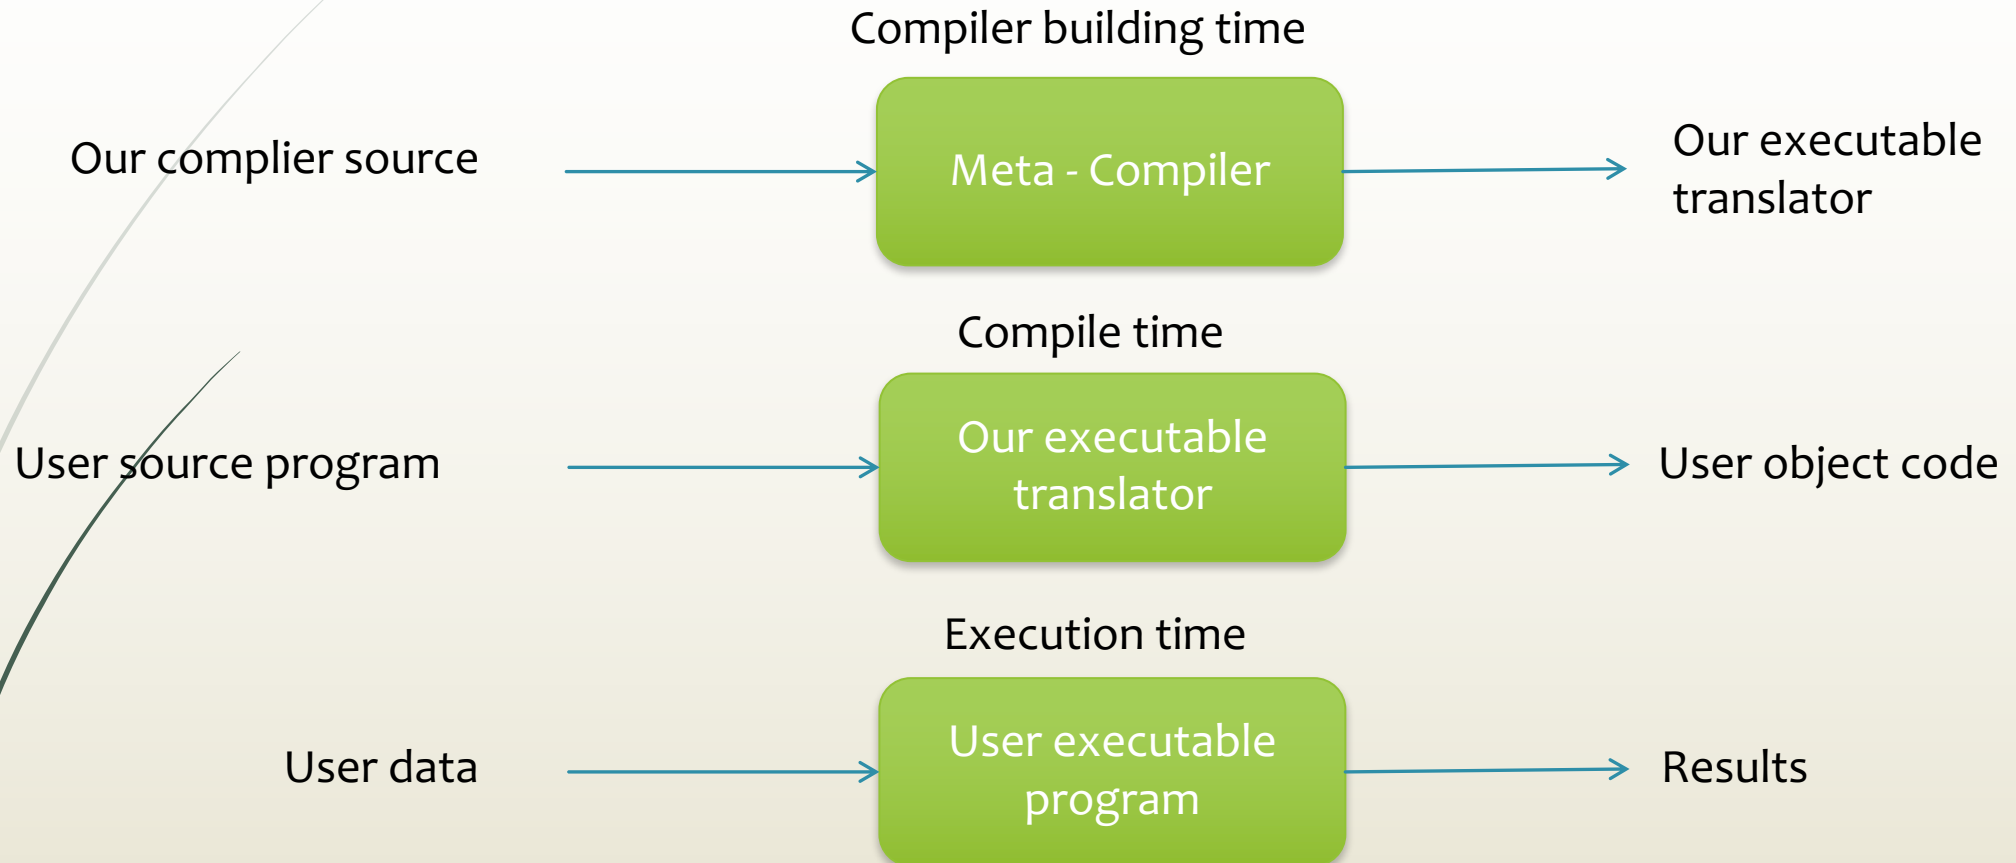 Compiler building time
Our complier source
Meta - Compiler
Our executable
translator
Compile time
User source program
Our executable
translator
User object code
Execution time
User data
User executable
program
Results